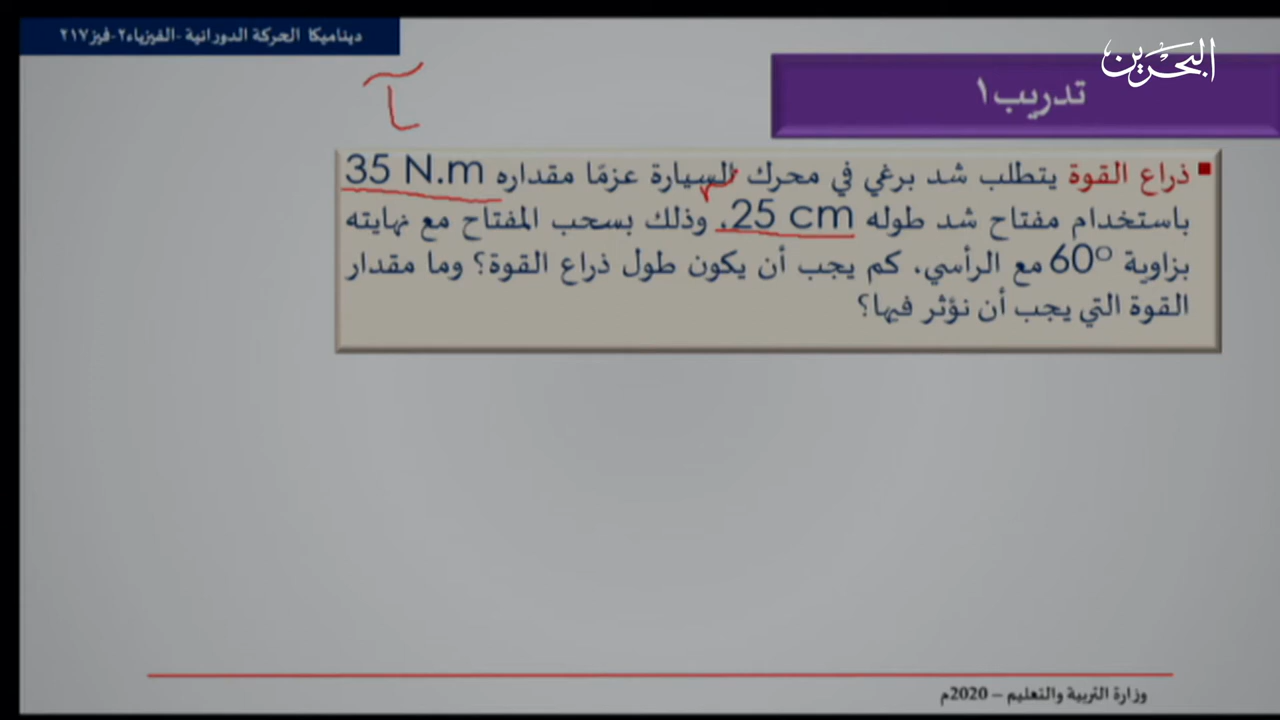 ديناميكا الحركة الدورانية -الفيزياء٢-فيز٢١٧
البحرين
تدريب١
τ
ذراع القوة يتطلب شد برغي في محرك السيارة عزمًا مقداره 35 N.m
r
باستخدام مفتاح شد طوله 25 cm، وذلك بسحب المفتاح مع نهايته
بزاوية 60° مع الرأسي. كم يجب أن يكون طول ذراع القوة؟ وما مقدار
القوة التي يجب أن نؤثر فيها؟
وزارة التربية والتعليم – 2020م